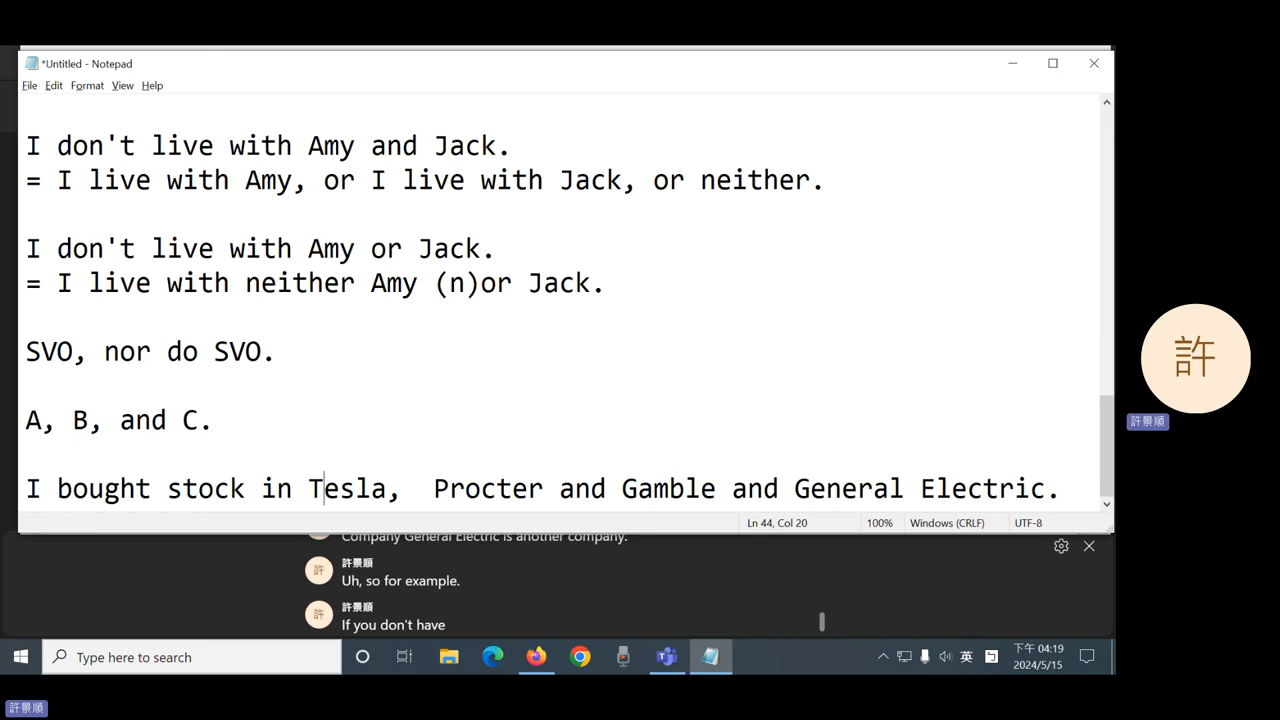 *Untitled - Notepad
File Edit Format View Help
I don't live with Amy and Jack.
= I live with Amy, or I live with Jack, or neither.
I don't live with Amy or Jack.
= I live with neither Amy (n)or Jack.
SVO, nor do SVO.
A, B, and C.
I bought stock in Tesla,  Procter and Gamble and General Electric.
Ln 44, Col 20 100% Windows (CRLF) UTF-8
Company General Electric is another company.
許 許景順
Uh, so for example.
許 許景順
If you don't have
許
許景順
Type here to search
英
下午 04:19
2024/5/15
許景順